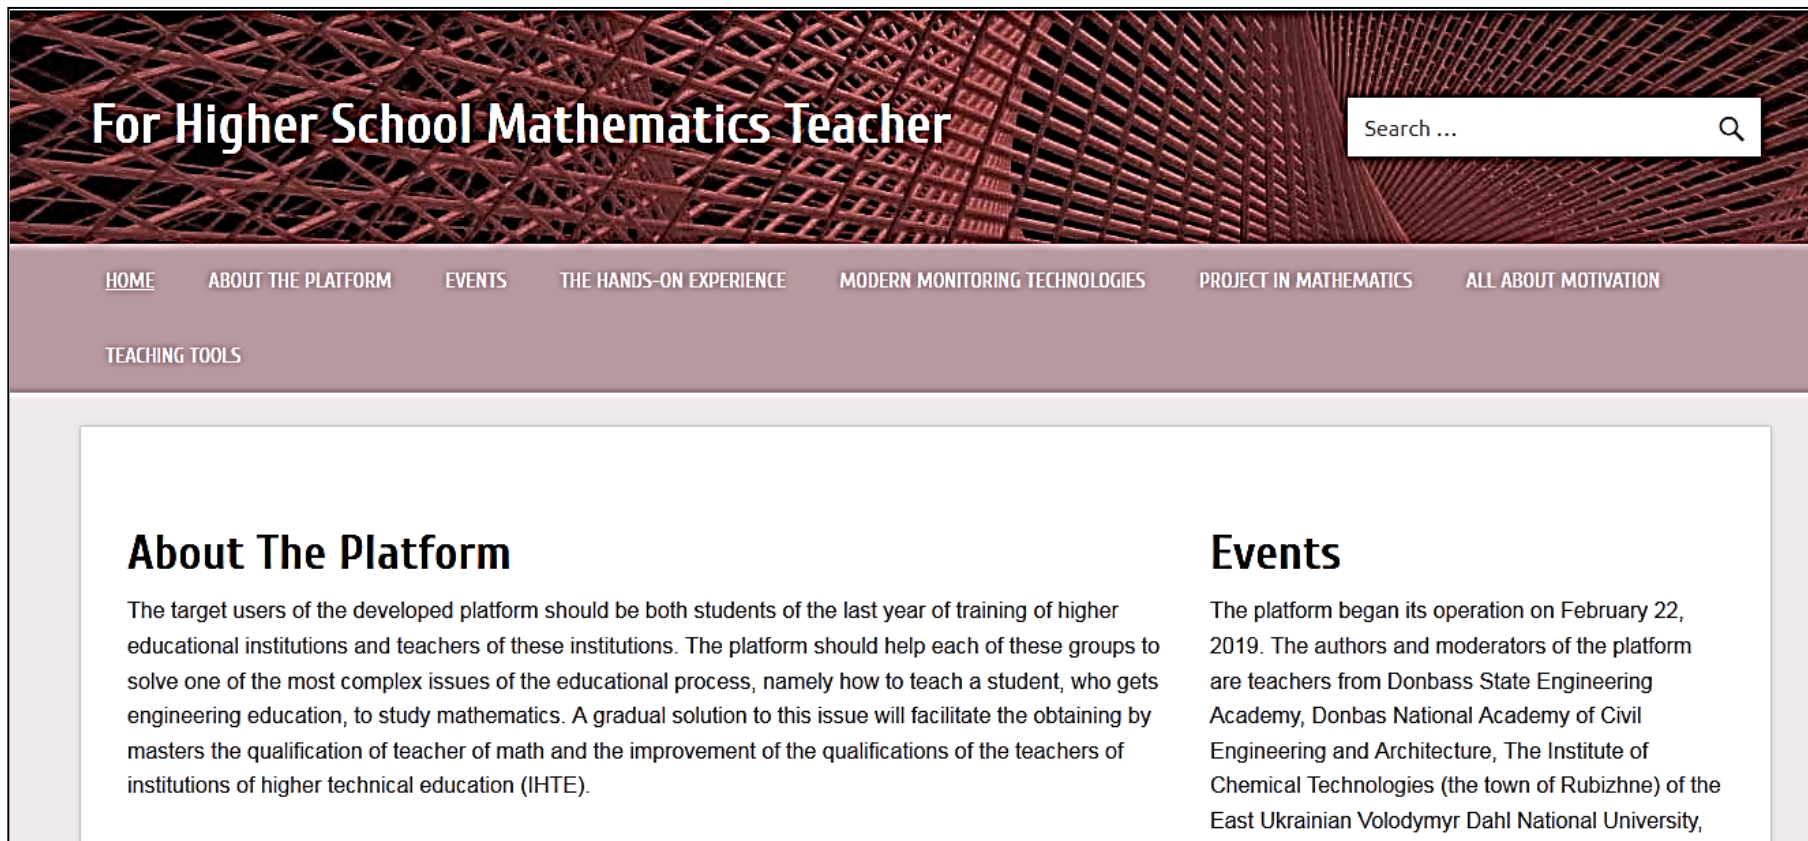 For Higher School Mathematics Teacher
Search ...
HOME ABOUT THE PLATFORM EVENTS THE HANDS-ON EXPERIENCE MODERN MONITORING TECHNOLOGIES PROJECT IN MATHEMATICS ALL ABOUT MOTIVATION
TEACHING TOOLS
About The Platform
The target users of the developed platform should be both students of the last year of training of higher
educational institutions and teachers of these institutions. The platform should help each of these groups to
solve one of the most complex issues of the educational process, namely how to teach a student, who gets
engineering education, to study mathematics. A gradual solution to this issue will facilitate the obtaining by
masters the qualification of teacher of math and the improvement of the qualifications of the teachers of
institutions of higher technical education (IHTE).
Events
The platform began its operation on February 22,
2019. The authors and moderators of the platform
are teachers from Donbass State Engineering
Academy, Donbas National Academy of Civil
Engineering and Architecture, The Institute of
Chemical Technologies (the town of Rubizhne) of the
East Ukrainian Volodymyr Dahl National University,